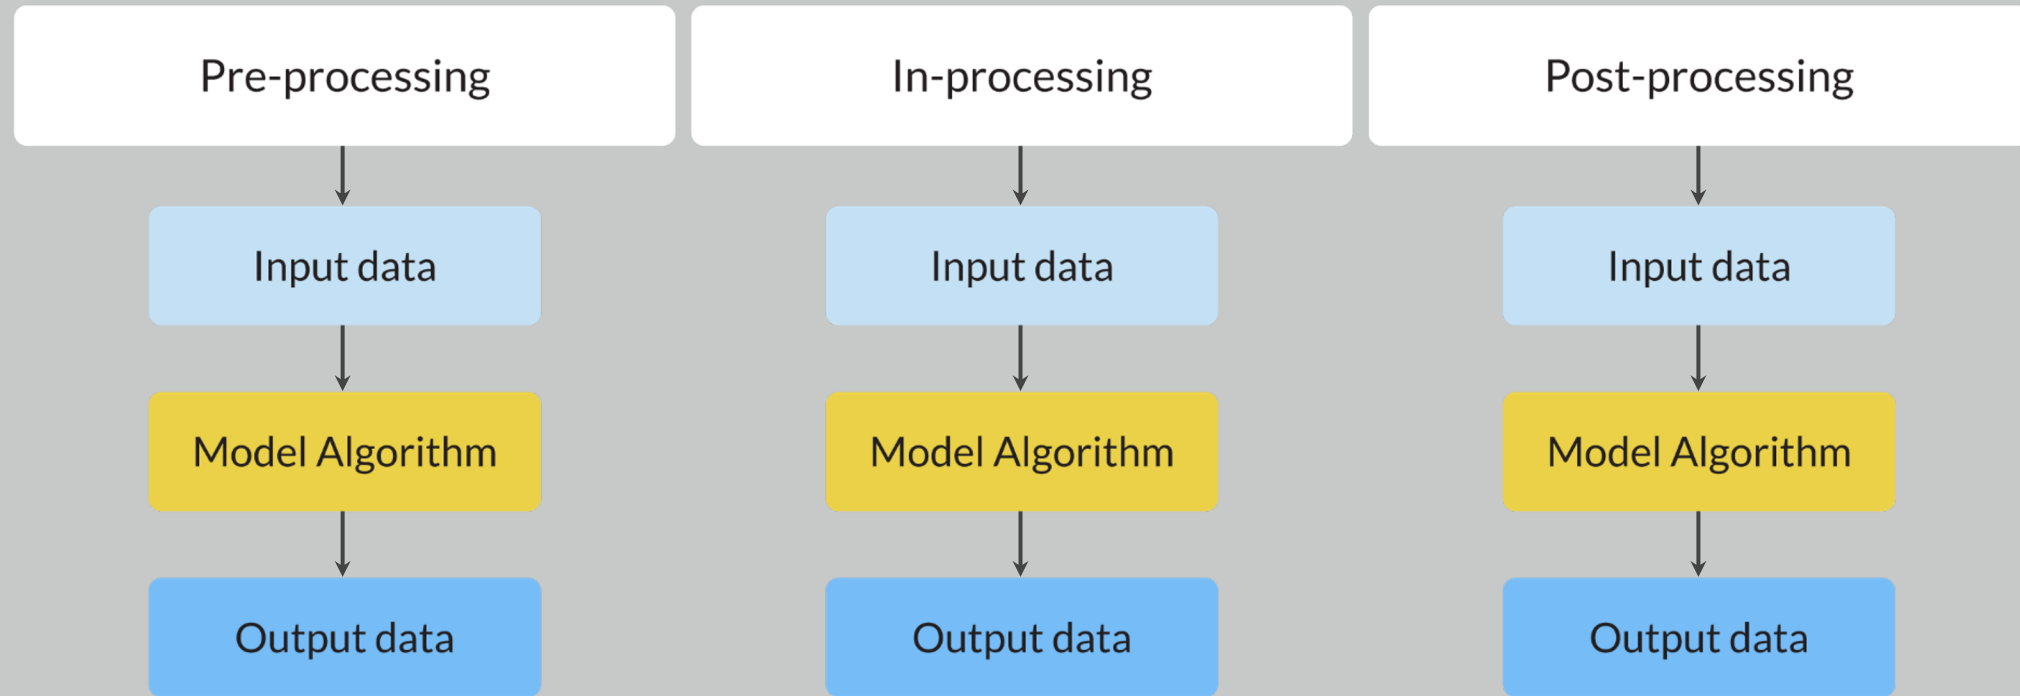 Pre-processing
In-processing
Post-processing
Input data
Input data
Input data
Model Algorithm
Model Algorithm
Model Algorithm
Output data
Output data
Output data